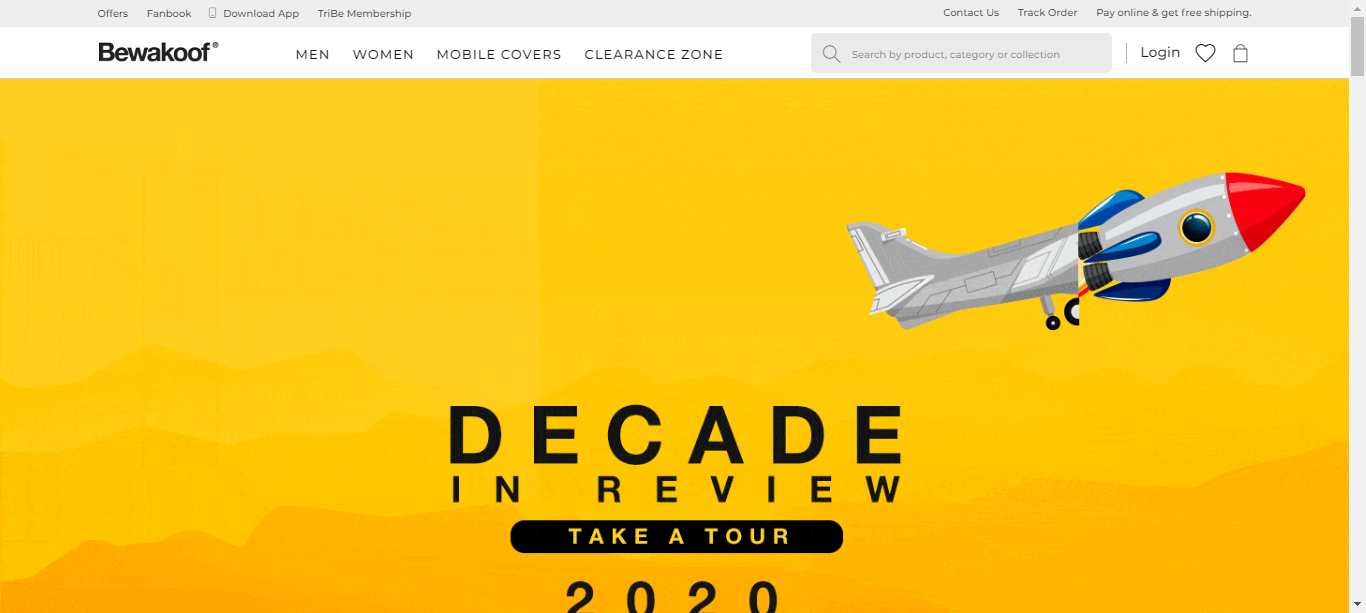 Offers Fanbook Download App TriBe Membership Contact Us Track Order Pay online & get free shipping.
Bewakoof® MEN WOMEN MOBILE COVERS CLEARANCE ZONE Search by product, category or collection Login
DECADE
IN REVIEW
TAKE A TOUR
2020